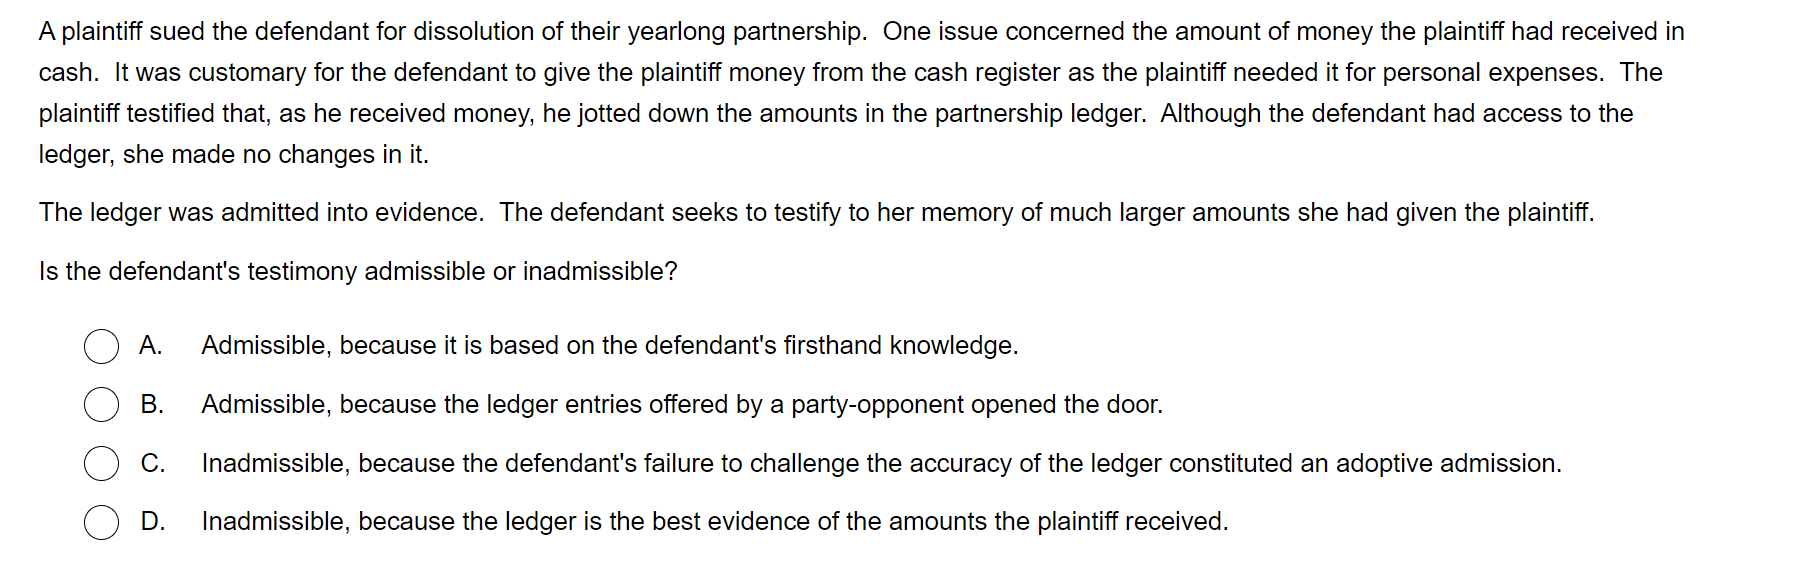 A plaintiff sued the defendant for dissolution of their yearlong partnership.  One issue concerned the amount of money the plaintiff had received in
cash.  It was customary for the defendant to give the plaintiff money from the cash register as the plaintiff needed it for personal expenses.  The
plaintiff testified that, as he received money, he jotted down the amounts in the partnership ledger.  Although the defendant had access to the
ledger, she made no changes in it.
The ledger was admitted into evidence.  The defendant seeks to testify to her memory of much larger amounts she had given the plaintiff.
Is the defendant's testimony admissible or inadmissible?
A. Admissible, because it is based on the defendant's firsthand knowledge.
B. Admissible, because the ledger entries offered by a party-opponent opened the door.
C. Inadmissible, because the defendant's failure to challenge the accuracy of the ledger constituted an adoptive admission.
D. Inadmissible, because the ledger is the best evidence of the amounts the plaintiff received.